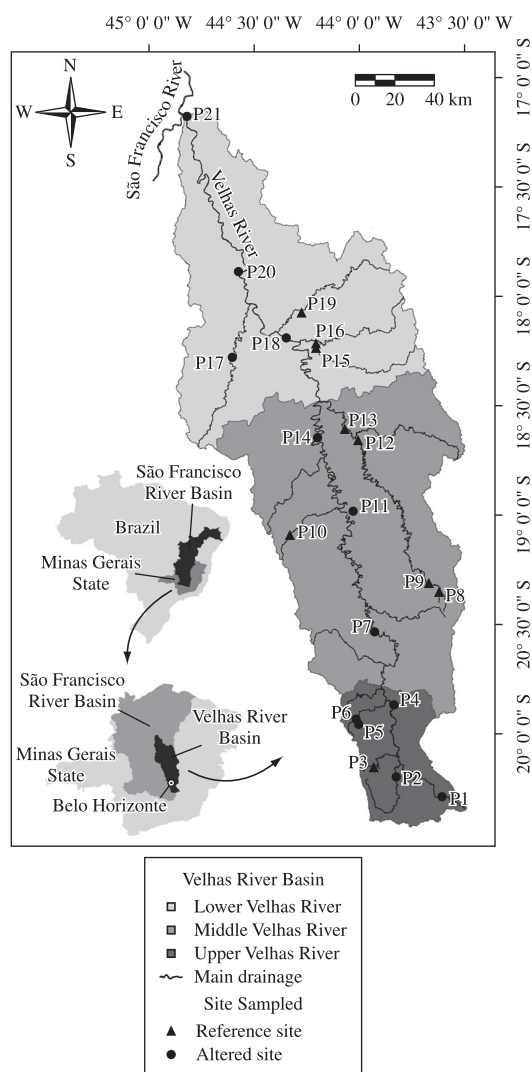 45° 0' 0" W 44° 30' 0" W 44° 0' 0" W 43° 30' 0" W
N
W E
S
0 20 40 km
17° 0' 0" S
17° 30' 0" S
18° 0' 0" S
18° 30' 0" S
19° 0' 0" S
20° 30' 0" S
20° 0' 0" S
São Francisco River
P21
Velhas River
P20
P19
P18
P16
P15
P17
P13
P14
P12
P11
P10
P9
P8
P7
P4
P6
P5
P3
P2
P1
São Francisco
River Basin
Brazil
Minas Gerais
State
São Francisco
River Basin
Velhas River
Basin
Minas Gerais
State
Belo Horizonte
Velhas River Basin
Lower Velhas River
Middle Velhas River
Upper Velhas River
Main drainage
Site Sampled
Reference site
Altered site